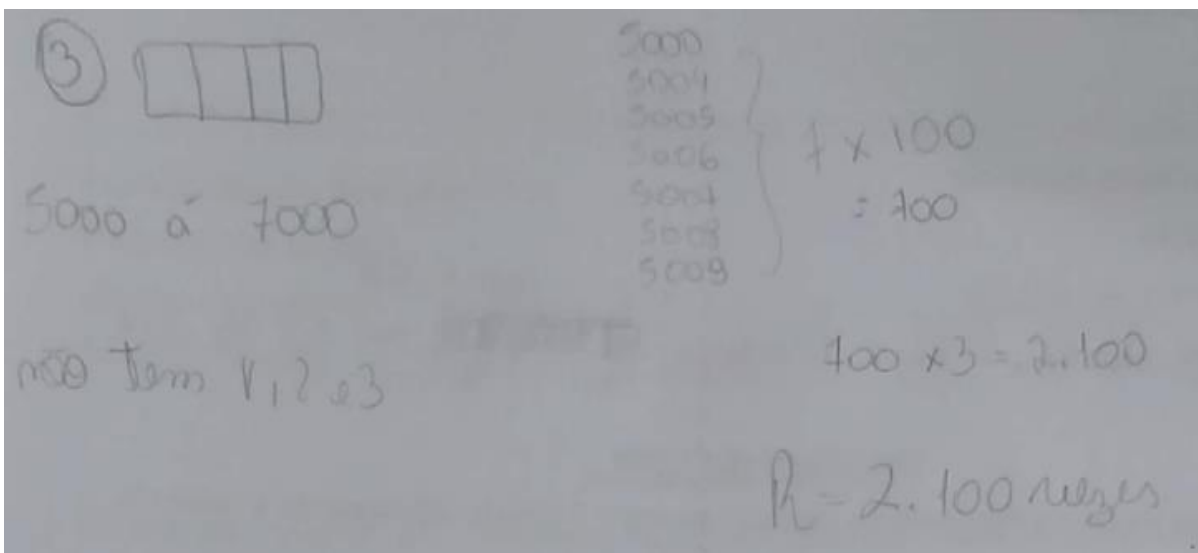 3
5000 á 7000
não tem 1, 2 e 3
5000
5004
5005
5006
5007
5008
5009
7 x 100
= 700
700 x 3 = 2.100
R = 2.100 vezes